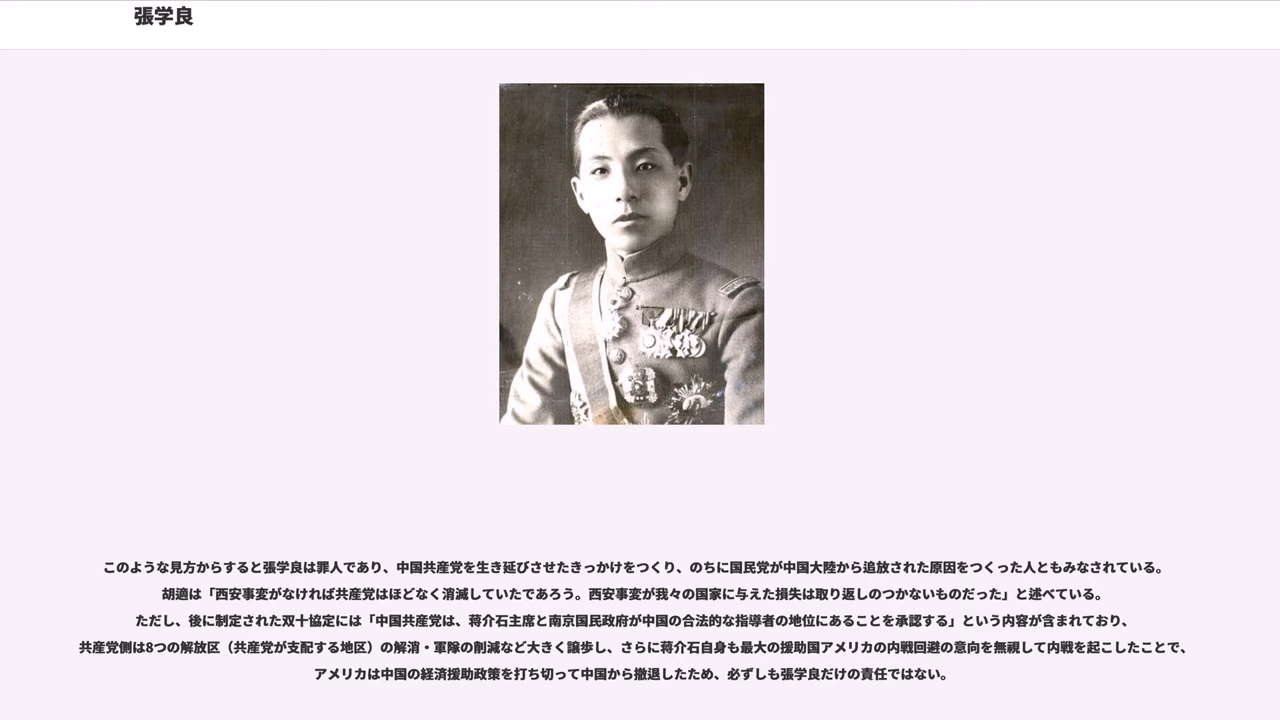 張学良
このような見方からすると張学良は罪人であり、中国共産党を生き延びさせたきっかけをつくり、のちに国民党が中国大陸から追放された原因をつくった人ともみなされている。
胡適は「西安事変がなければ共産党はほどなく消滅していたであろう。西安事変が我々の国家に与えた損失は取り返しのつかないものだった」と述べている。
ただし、後に制定された双十協定には「中国共産党は、蒋介石主席と南京国民政府が中国の合法的な指導者の地位にあることを承認する」という内容が含まれており、
共産党側は8つの解放区（共産党が支配する地区）の解消・軍隊の削減など大きく譲歩し、さらに蒋介石自身も最大の援助国アメリカの内戦回避の意向を無視して内戦を起こしたことで、
アメリカは中国の経済援助政策を打ち切って中国から撤退したため、必ずしも張学良だけの責任ではない。